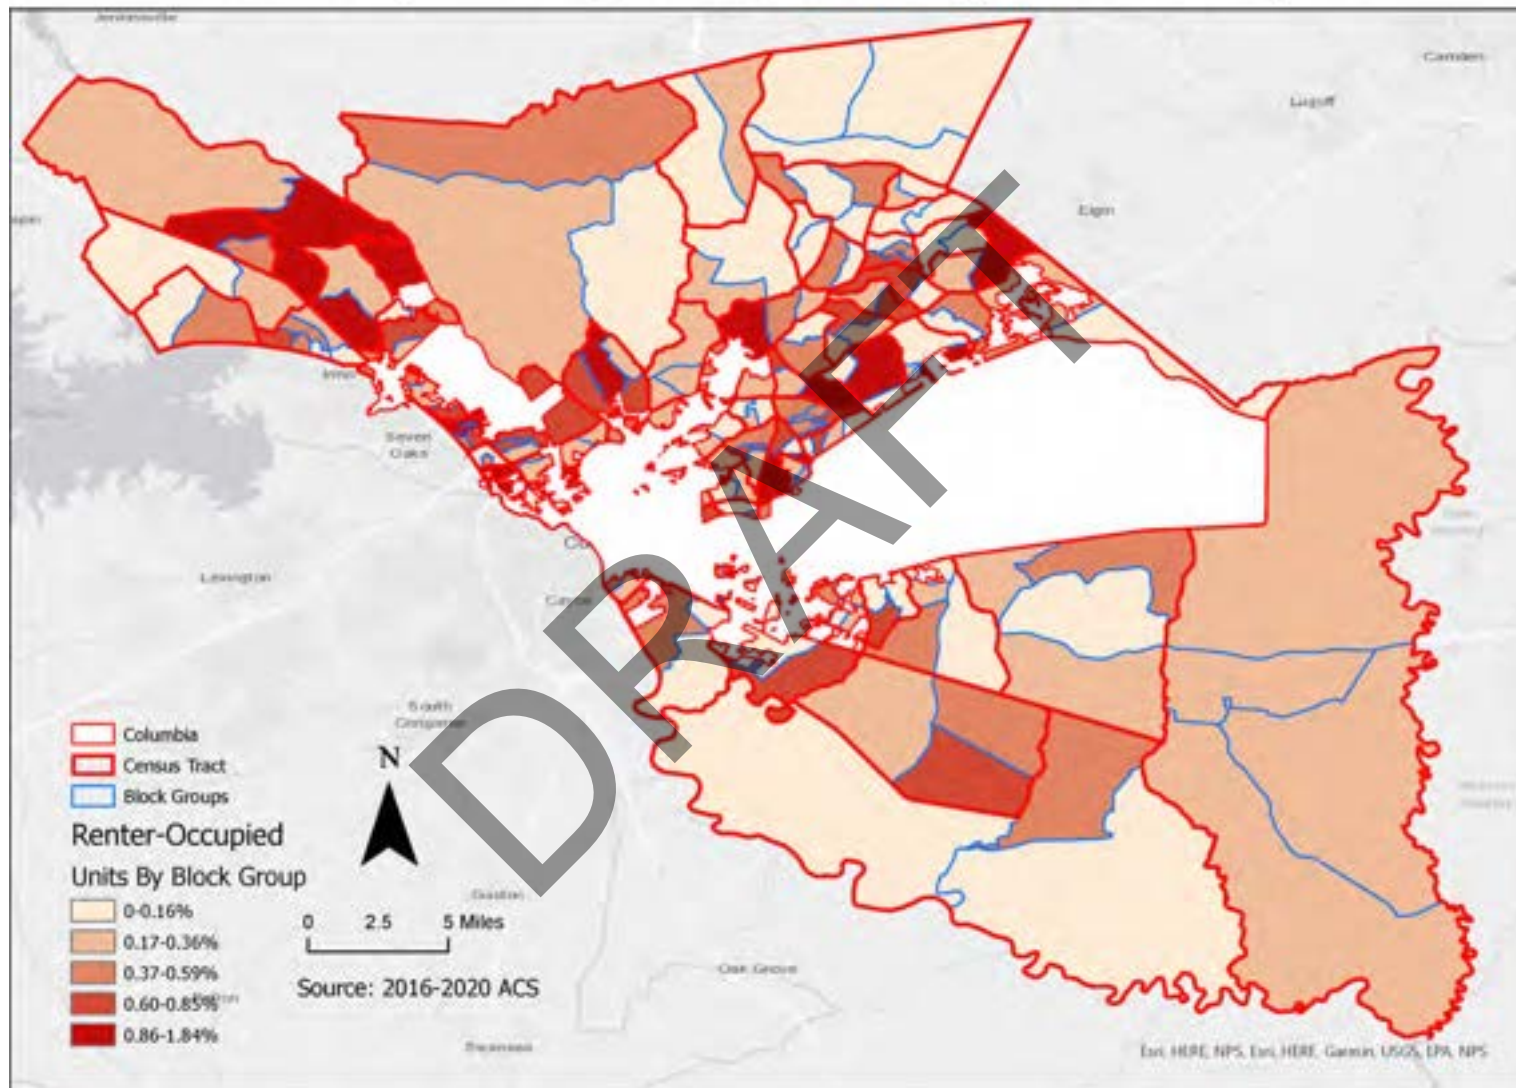 Jenkinsville
Camden
Lugoff
Elgin
Irmo
Seven
Oaks
Lexington
Cayce
South
Congaree
DRAFT
Columbia
Census Tract
Block Groups
N
Renter-Occupied
Units By Block Group
0-0.16%
0.17-0.36%
0.37-0.59%
0.60-0.85%
0.86-1.84%
0 2.5 5 Miles
Source: 2016-2020 ACS
Gaston
Oak Grove
Swansea
Esri, HERE, NPS, Esri, HERE, Garmin, USGS, EPA, NPS